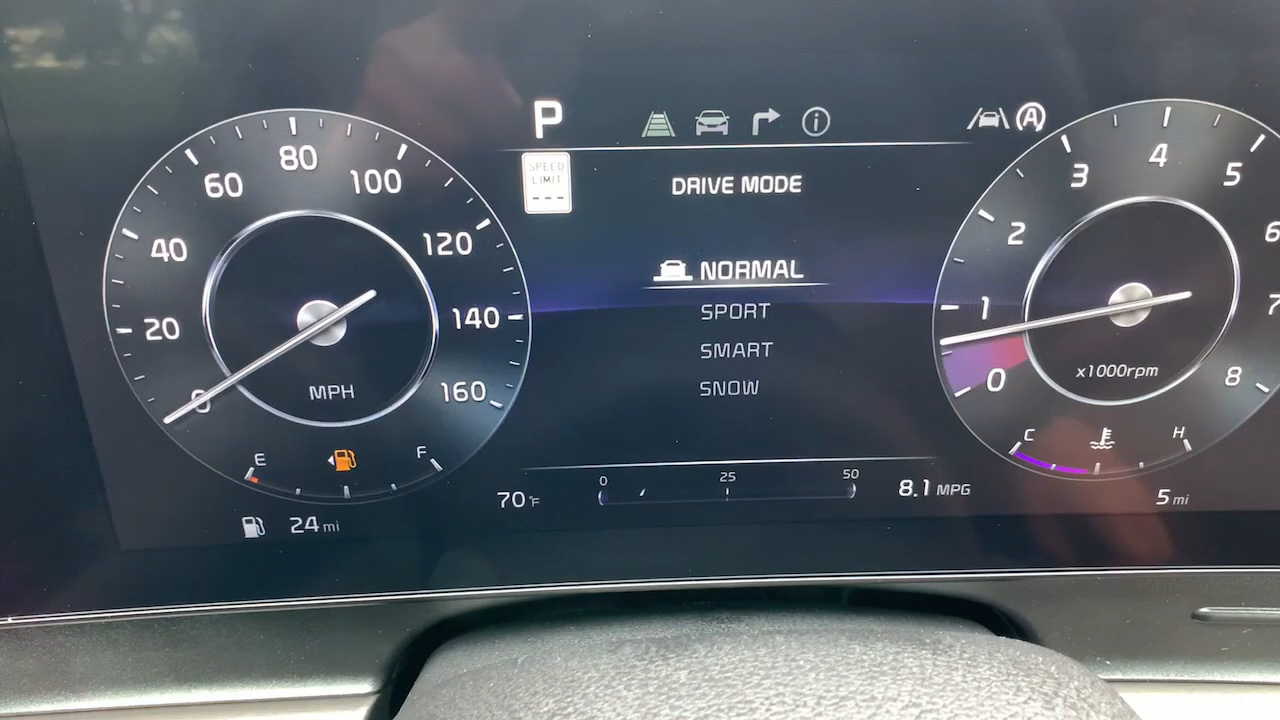 P
SPEED
LIMIT
---
DRIVE MODE
NORMAL
SPORT
SMART
SNOW
0
20
40
60
80
100
120
140
160
MPH
E
F
24 mi
70°F
0
25
50
8.1 MPG
A
0
1
2
3
4
5
6
7
8
x1000rpm
C
H
5 mi